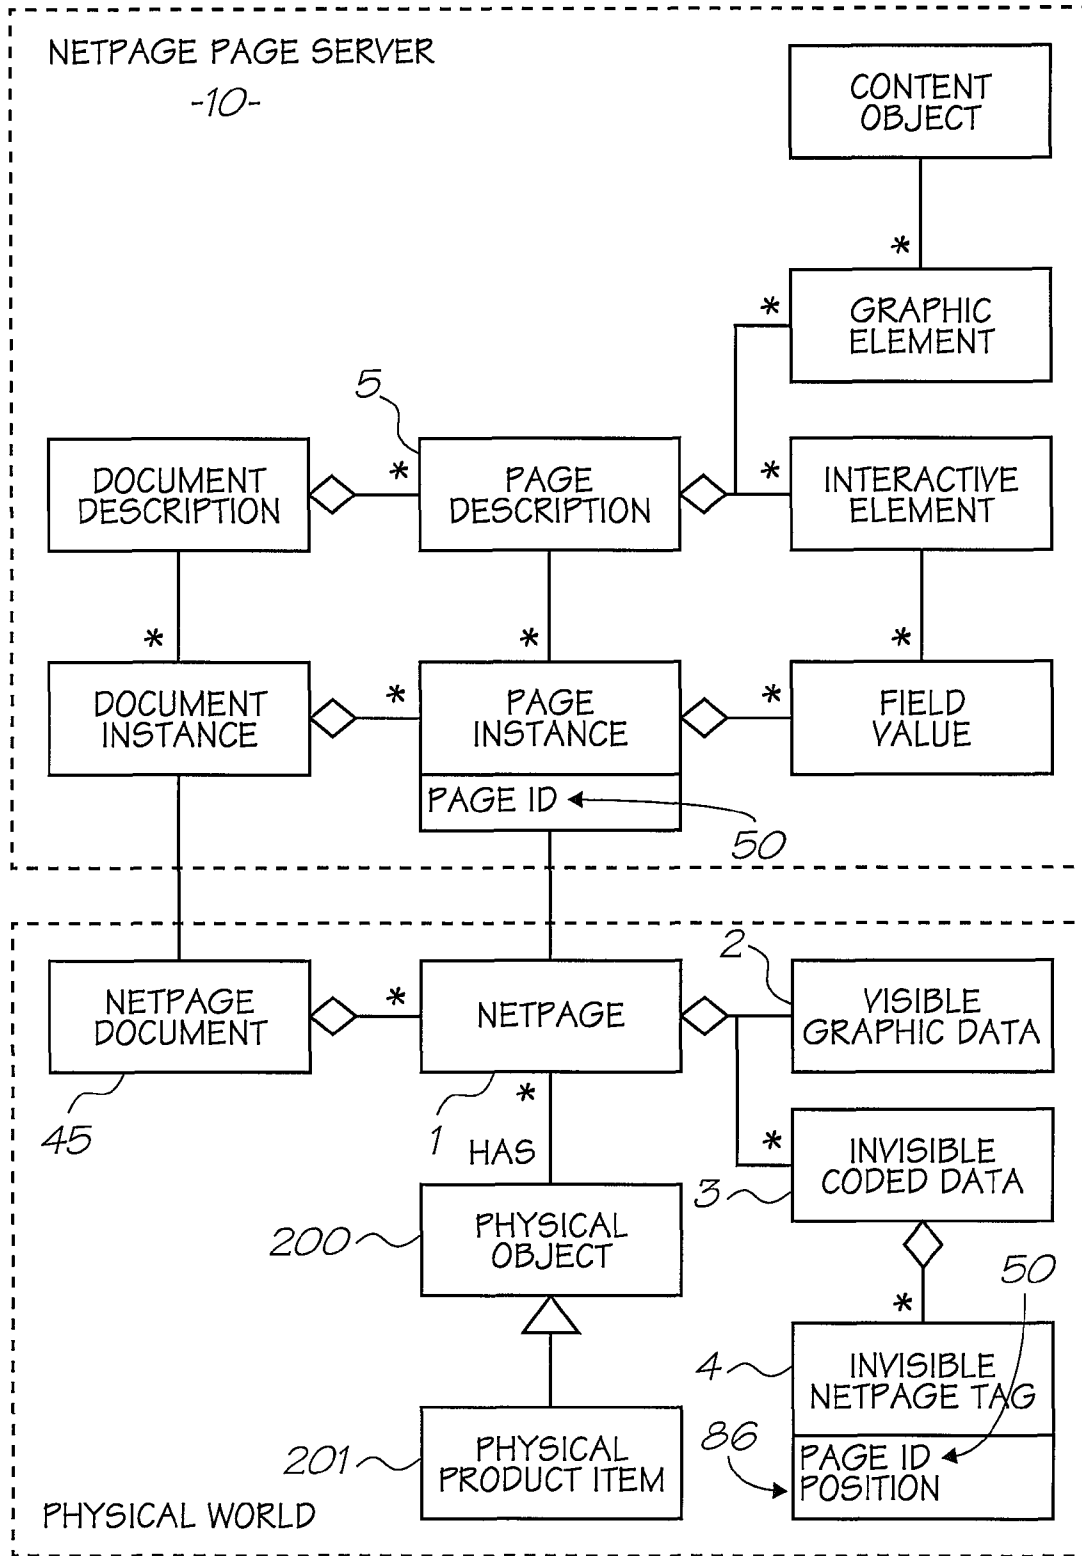 NETPAGE PAGE SERVER
-10-
CONTENT
OBJECT
*
*
GRAPHIC
ELEMENT
5
DOCUMENT
DESCRIPTION
*
PAGE
DESCRIPTION
*
INTERACTIVE
ELEMENT
*
*
*
DOCUMENT
INSTANCE
*
PAGE
INSTANCE
*
FIELD
VALUE
PAGE ID
50
2
NETPAGE
DOCUMENT
*
NETPAGE
VISIBLE
GRAPHIC DATA
45
1
*
HAS
*
INVISIBLE
CODED DATA
3
200
PHYSICAL
OBJECT
50
*
4
INVISIBLE
NETPAGE TAG
86
PAGE ID
POSITION
201
PHYSICAL
PRODUCT ITEM
PHYSICAL WORLD